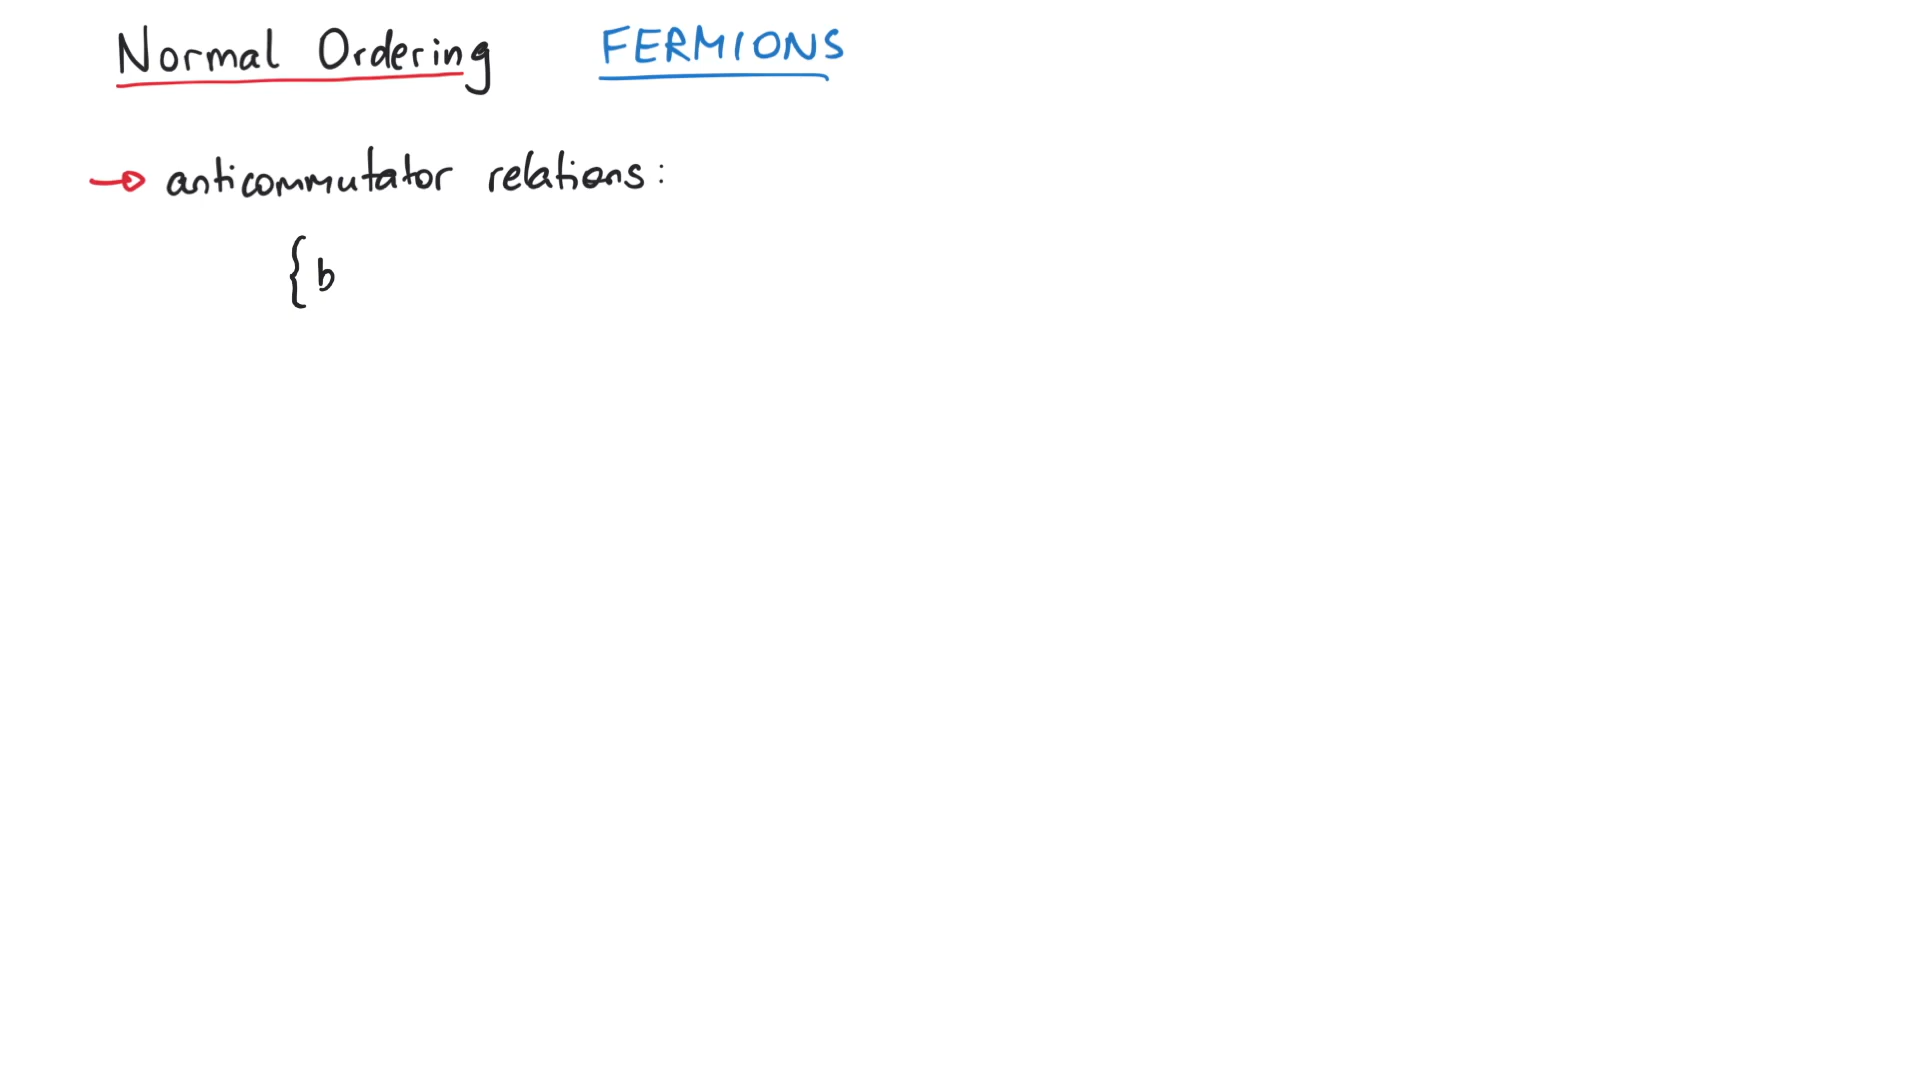 Normal Ordering FERMIONS
→ anticommutator relations:
{b